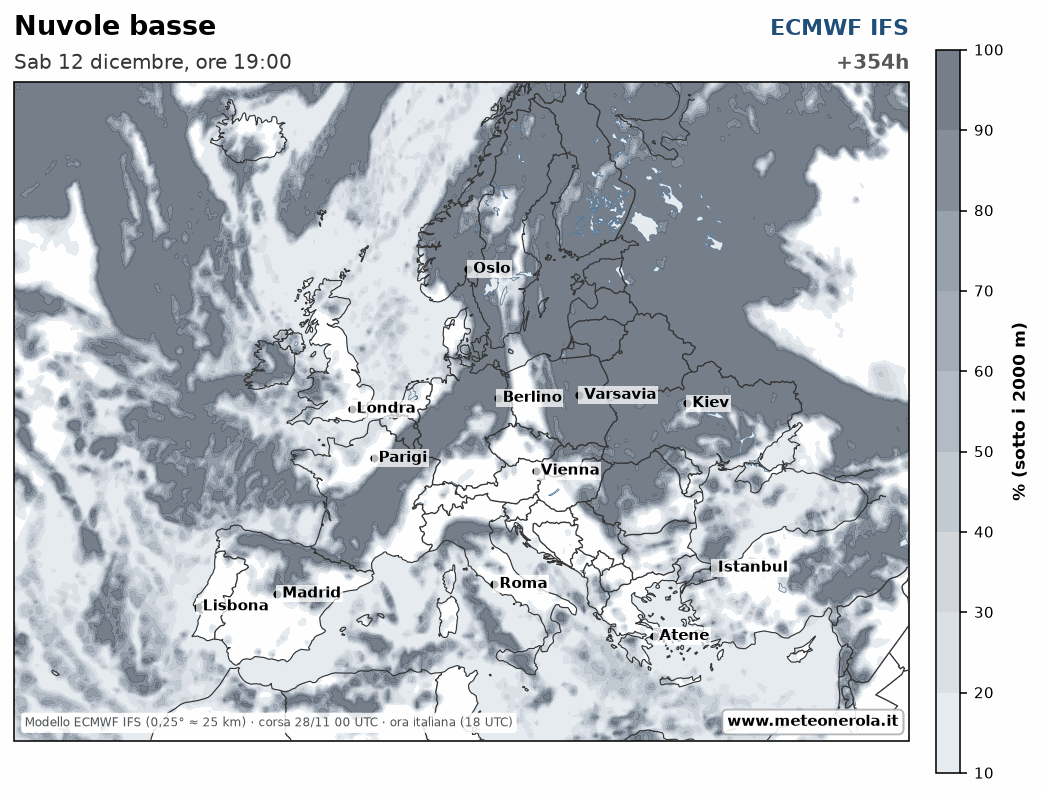 Nuvole basse
ECMWF IFS
Sab 12 dicembre, ore 19:00
+354h
Oslo
Berlino
Varsavia
Kiev
Londra
Parigi
Vienna
Istanbul
Roma
Madrid
Lisbona
Atene
Modello ECMWF IFS (0,25° ≈ 25 km) · corsa 28/11 00 UTC · ora italiana (18 UTC)
www.meteonerola.it
100
90
80
70
60
50
40
30
20
10
% (sotto i 2000 m)